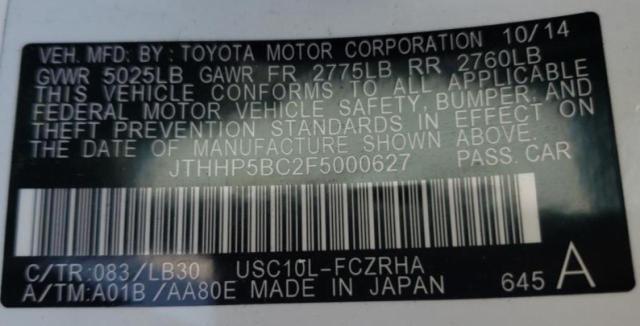 VEH. MFD. BY: TOYOTA MOTOR CORPORATION 10/14
GVWR 5025LB GAWR FR 2775LB RR 2760LB
THIS VEHICLE CONFORMS TO ALL APPLICABLE
FEDERAL MOTOR VEHICLE SAFETY, BUMPER, AND
THEFT PREVENTION STANDARDS IN EFFECT ON
THE DATE OF MANUFACTURE SHOWN ABOVE.
JTHHP5BC2F5000627 PASS. CAR
C/TR:083/LB30 USC10L-FCZRHA
A/TM:A01B /AA80E MADE IN JAPAN 645 A